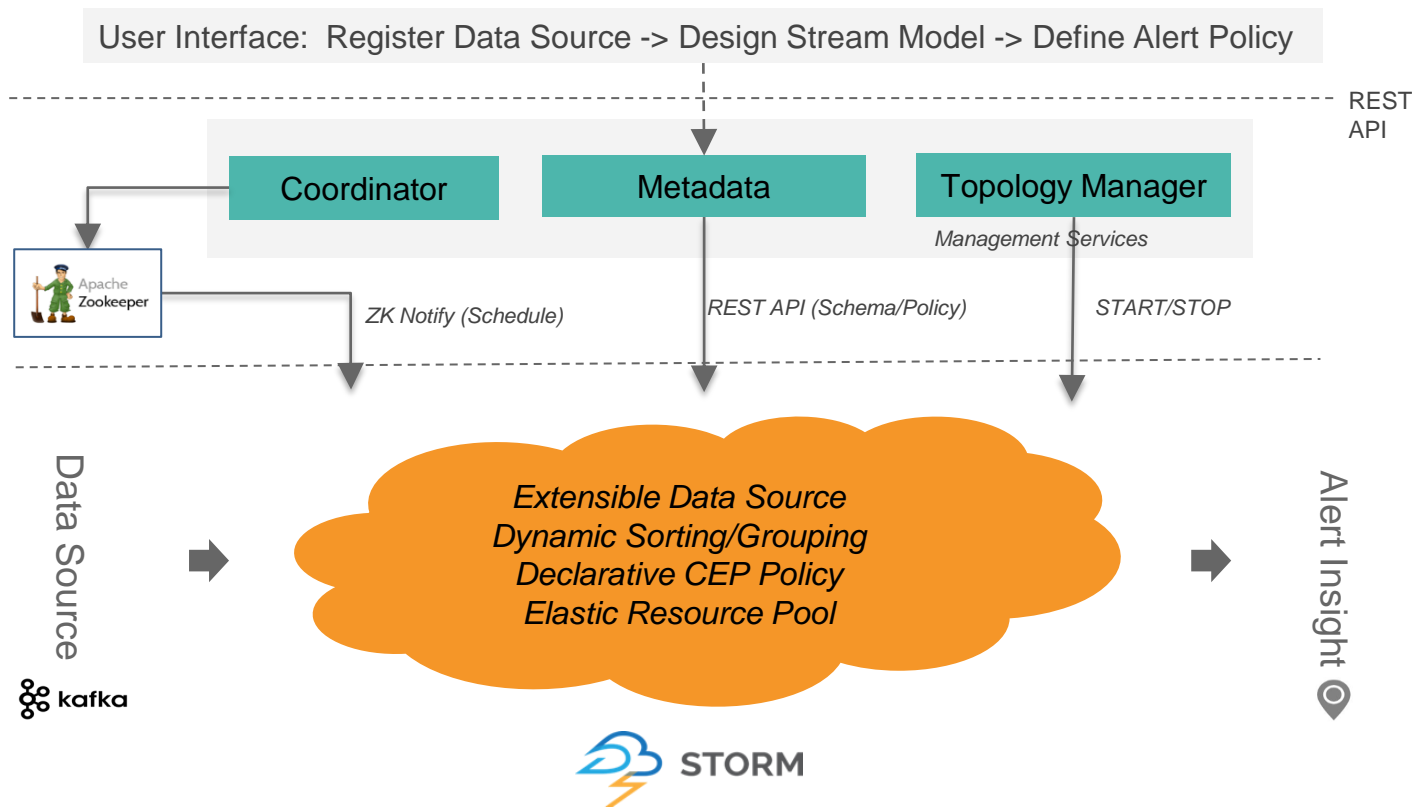 User Interface:  Register Data Source -> Design Stream Model -> Define Alert Policy
REST
API
Coordinator
Metadata
Topology Manager
Management Services
Apache
Zookeeper
ZK Notify (Schedule)
REST API (Schema/Policy)
START/STOP
Data Source
kafka
Extensible Data Source
Dynamic Sorting/Grouping
Declarative CEP Policy
Elastic Resource Pool
Alert Insight
STORM